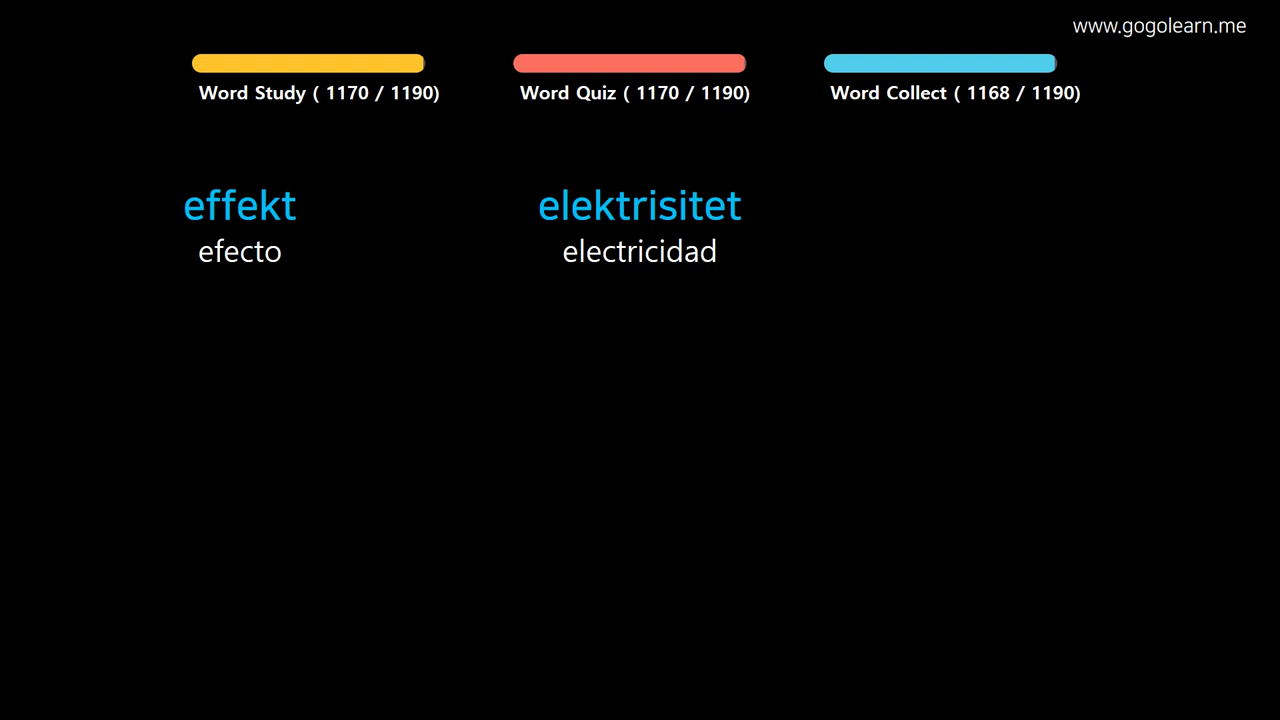 www.gogolearn.me
Word Study ( 1170 / 1190)
Word Quiz ( 1170 / 1190)
Word Collect ( 1168 / 1190)
effekt
efecto
elektrisitet
electricidad